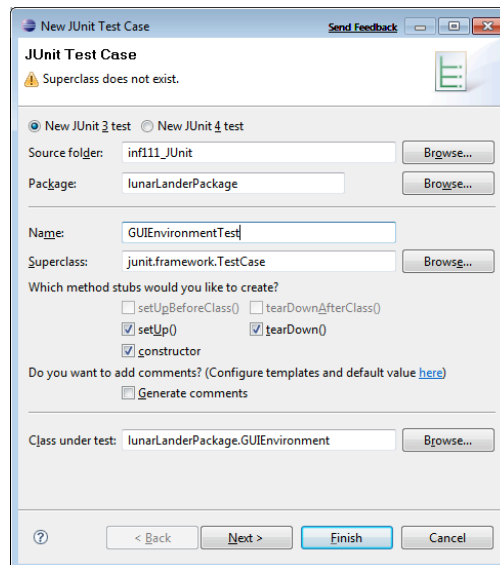 New JUnit Test Case Send Feedback
JUnit Test Case
Superclass does not exist.
New JUnit 3 test New JUnit 4 test
Source folder: inf111_JUnit Browse...
Package: lunarLanderPackage Browse...
Name: GUIEnvironmentTest
Superclass: junit.framework.TestCase Browse...
Which method stubs would you like to create?
setUpBeforeClass() tearDownAfterClass()
setUp() tearDown()
constructor
Do you want to add comments? (Configure templates and default value here)
Generate comments
Class under test: lunarLanderPackage.GUIEnvironment Browse...
? < Back Next > Finish Cancel